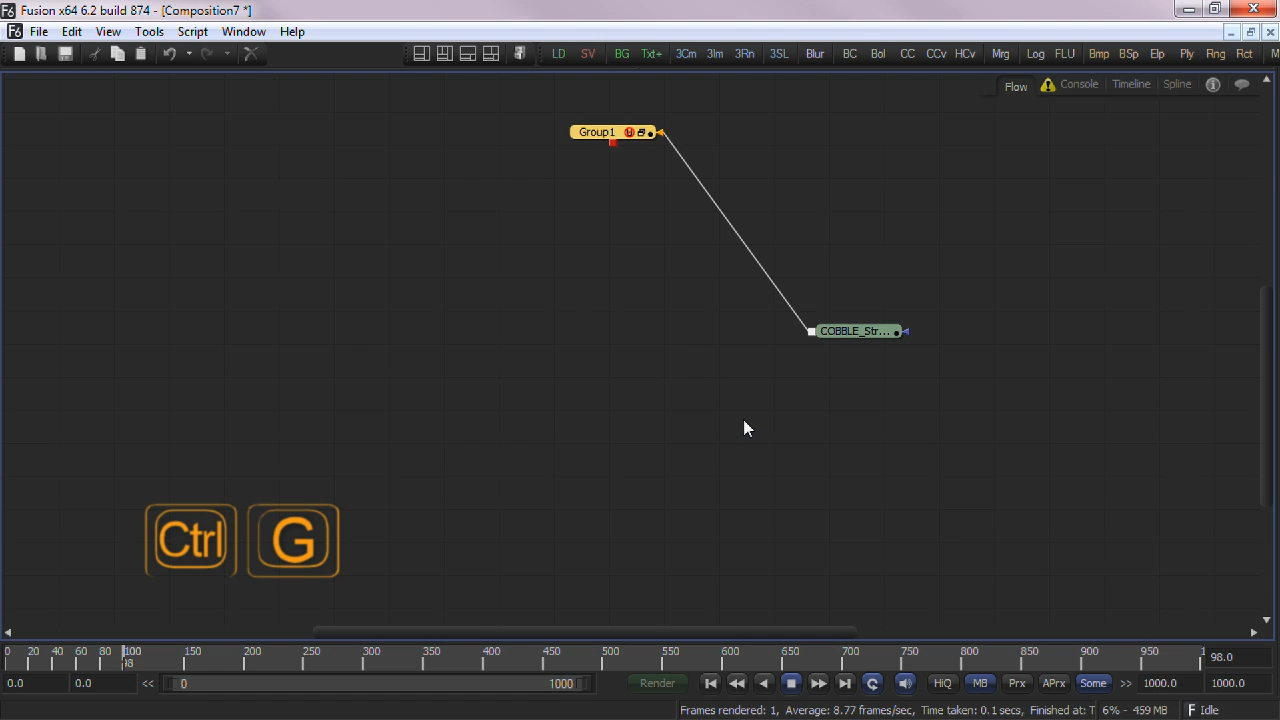 Fusion x64 6.2 build 874 - [Composition7 *]
File Edit View Tools Script Window Help
LD SV BG Txt+ 3Cm 3Im 3Rn 3SL Blur BC Bol CC CCv HCv Mrg Log FLU Bmp BSp Elp Ply Rng Rct M
Flow Console Timeline Spline
Group1
COBBLE_Str...
Ctrl G
0 20 40 60 80 100 150 200 250 300 350 400 450 500 550 600 650 700 750 800 850 900 950 1
98 98.0
0.0 0.0 << 0 1000 Render HiQ MB Prx APrx Some >> 1000.0 1000.0
Frames rendered: 1, Average: 8.77 frames/sec, Time taken: 0.1 secs, Finished at: T 6% - 459 MB Idle